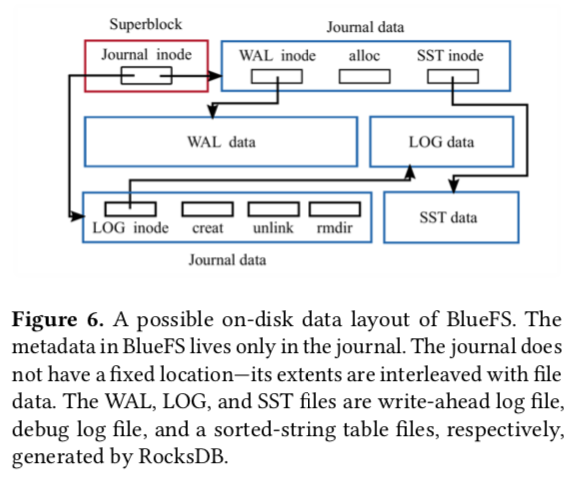 Superblock
Journal data
Journal inode
WAL inode
alloc
SST inode
WAL data
LOG data
LOG inode
creat
unlink
rmdir
SST data
Journal data
Figure 6. A possible on-disk data layout of BlueFS. The
metadata in BlueFS lives only in the journal. The journal does
not have a fixed location—its extents are interleaved with file
data. The WAL, LOG, and SST files are write-ahead log file,
debug log file, and a sorted-string table files, respectively,
generated by RocksDB.